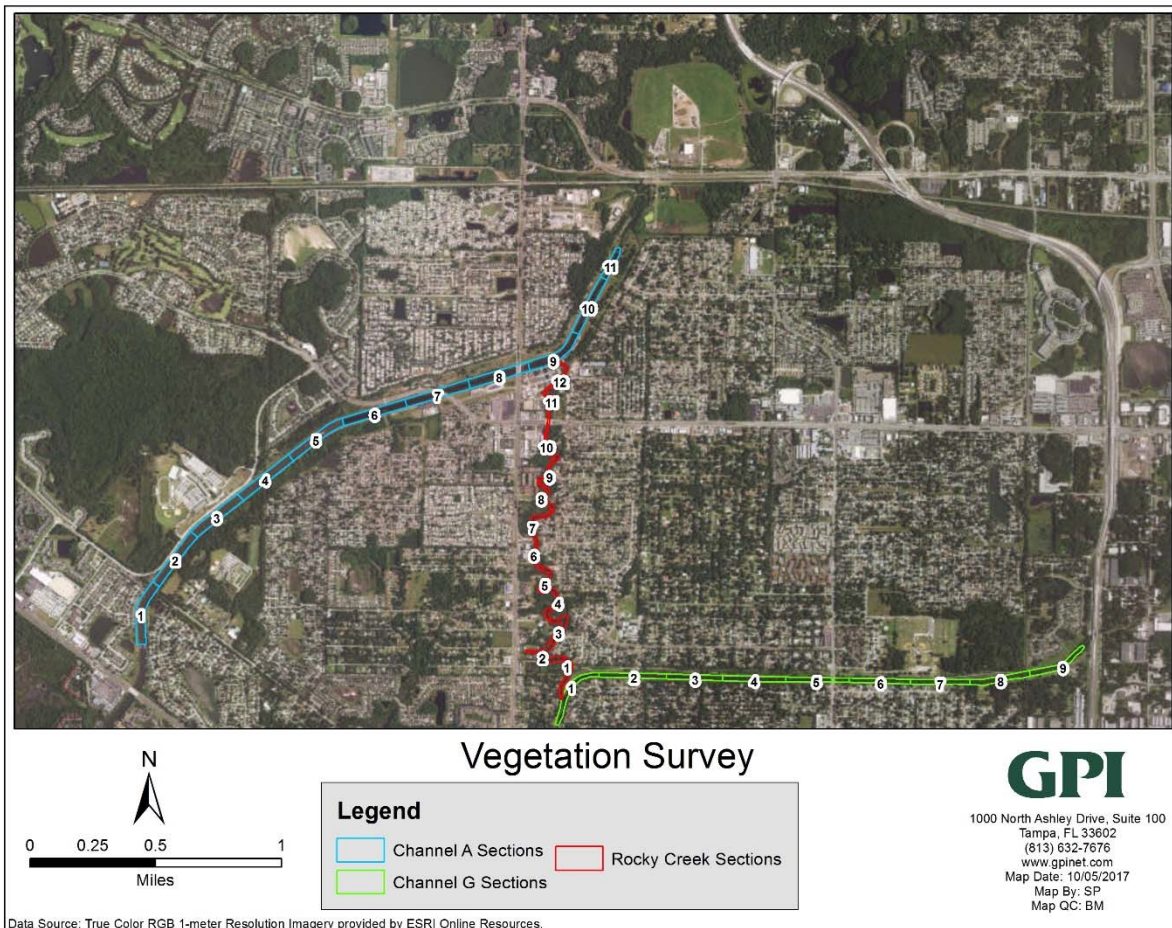 11
10
9
8
12
7
11
6
5
10
4
9
3
8
7
2
6
5
4
1
3
2
1
1
2
3
4
5
6
7
8
9
Vegetation Survey
N
0 0.25 0.5 1
Miles
Legend
Channel A Sections
Channel G Sections
Rocky Creek Sections
GPI
1000 North Ashley Drive, Suite 100
Tampa, FL 33602
(813) 632-7676
www.gpinet.com
Map Date: 10/05/2017
Map By: SP
Map QC: BM
Data Source: True Color RGB 1-meter Resolution Imagery provided by ESRI Online Resources.